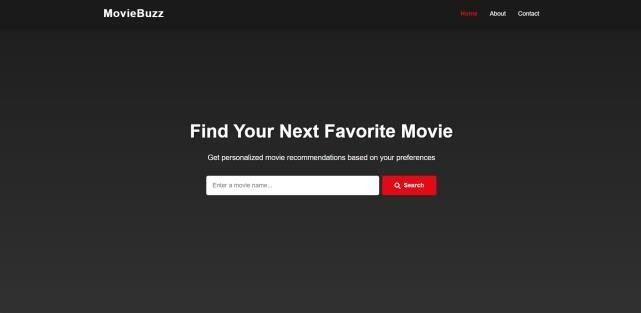 MovieBuzz
Home About Contact
Find Your Next Favorite Movie
Get personalized movie recommendations based on your preferences
Enter a movie name...
Search